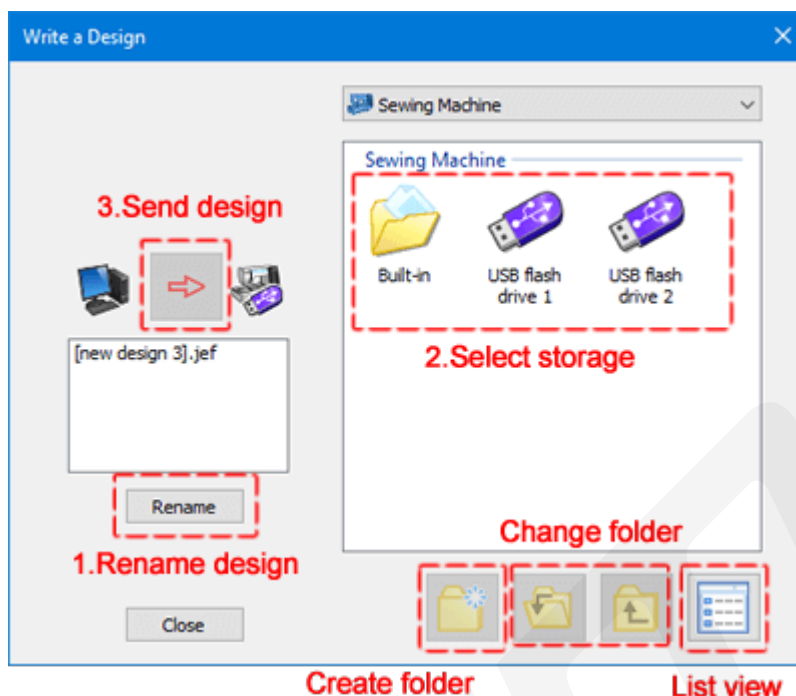 Write a Design
Sewing Machine
Sewing Machine
3.Send design
Built-in
USB flash
drive 1
USB flash
drive 2
[new design 3].jef
2.Select storage
Rename
Change folder
1.Rename design
Close
Create folder
List view